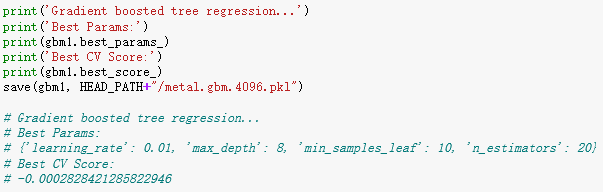 print('Gradient boosted tree regression...')
print('Best Params:')
print(gbm1.best_params_)
print('Best CV Score:')
print(gbm1.best_score_)
save(gbm1, HEAD_PATH+"/metal.gbm.4096.pkl")
# Gradient boosted tree regression...
# Best Params:
# {'learning_rate': 0.01, 'max_depth': 8, 'min_samples_leaf': 10, 'n_estimators': 20}
# Best CV Score:
# -0.0002828421285822946